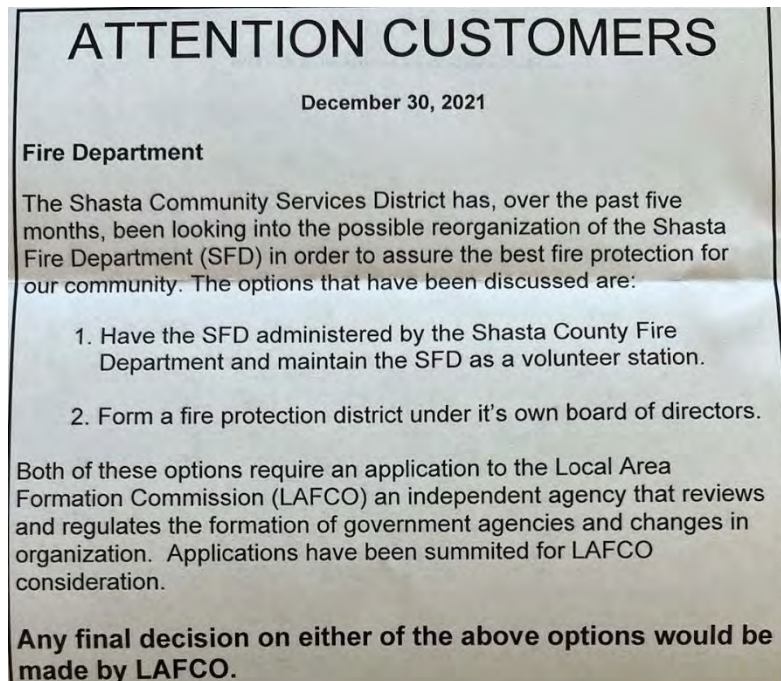 ATTENTION CUSTOMERS
December 30, 2021
Fire Department
The Shasta Community Services District has, over the past five
months, been looking into the possible reorganization of the Shasta
Fire Department (SFD) in order to assure the best fire protection for
our community. The options that have been discussed are:
1. Have the SFD administered by the Shasta County Fire
Department and maintain the SFD as a volunteer station.
2. Form a fire protection district under it's own board of directors.
Both of these options require an application to the Local Area
Formation Commission (LAFCO) an independent agency that reviews
and regulates the formation of government agencies and changes in
organization. Applications have been summited for LAFCO
consideration.
Any final decision on either of the above options would be
made by LAFCO.